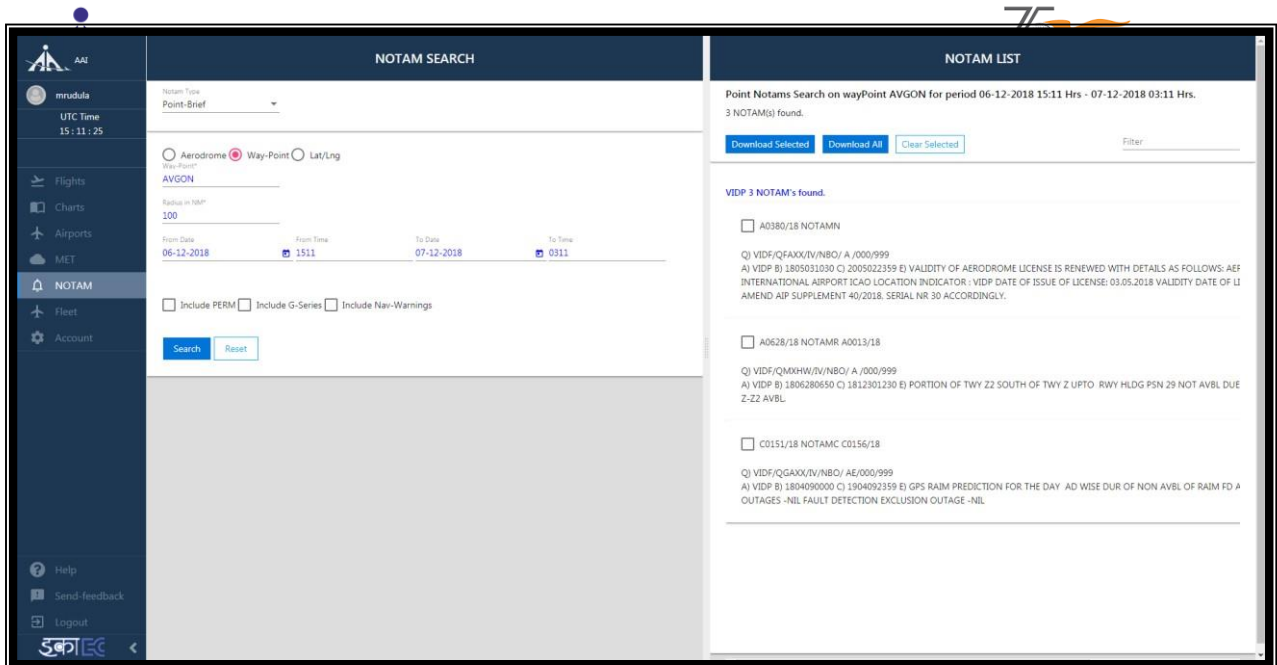 75
AAI
mrudula
UTC Time
15 : 11 : 25
Flights
Charts
Airports
MET
NOTAM
Fleet
Account
Help
Send-feedback
Logout
इकाEC
NOTAM SEARCH
Notam Type
Point-Brief
Aerodrome Way-Point Lat/Lng
Way-Point*
AVGON
Radius in NM*
100
From Date From Time To Date To Time
06-12-2018 1511 07-12-2018 0311
Include PERM Include G-Series Include Nav-Warnings
Search Reset
NOTAM LIST
Point Notams Search on wayPoint AVGON for period 06-12-2018 15:11 Hrs - 07-12-2018 03:11 Hrs.
3 NOTAM(s) found.
Download Selected Download All Clear Selected Filter
VIDP 3 NOTAM's found.
A0380/18 NOTAMN
Q) VIDF/QFAXX/IV/NBO/ A /000/999
A) VIDP B) 1805031030 C) 2005022359 E) VALIDITY OF AERODROME LICENSE IS RENEWED WITH DETAILS AS FOLLOWS:
INTERNATIONAL AIRPORT ICAO LOCATION INDICATOR : VIDP DATE OF ISSUE OF LICENSE: 03.05.2018 VALIDITY DATE OF
AMEND AIP SUPPLEMENT 40/2018, SERIAL NR 30 ACCORDINGLY.
A0628/18 NOTAMR A0013/18
Q) VIDF/QMXHW/IV/NBO/ A /000/999
A) VIDP B) 1806280650 C) 1812301230 E) PORTION OF TWY Z2 SOUTH OF TWY Z UPTO RWY HLDG PSN 29 NOT AVBL DUE
Z-Z2 AVBL.
C0151/18 NOTAMC C0156/18
Q) VIDF/QGAXX/IV/NBO/ AE/000/999
A) VIDP B) 1804090000 C) 1904092359 E) GPS RAIM PREDICTION FOR THE DAY AD WISE DUR OF NON AVBL OF RAIM FD
OUTAGES -NIL FAULT DETECTION EXCLUSION OUTAGE -NIL